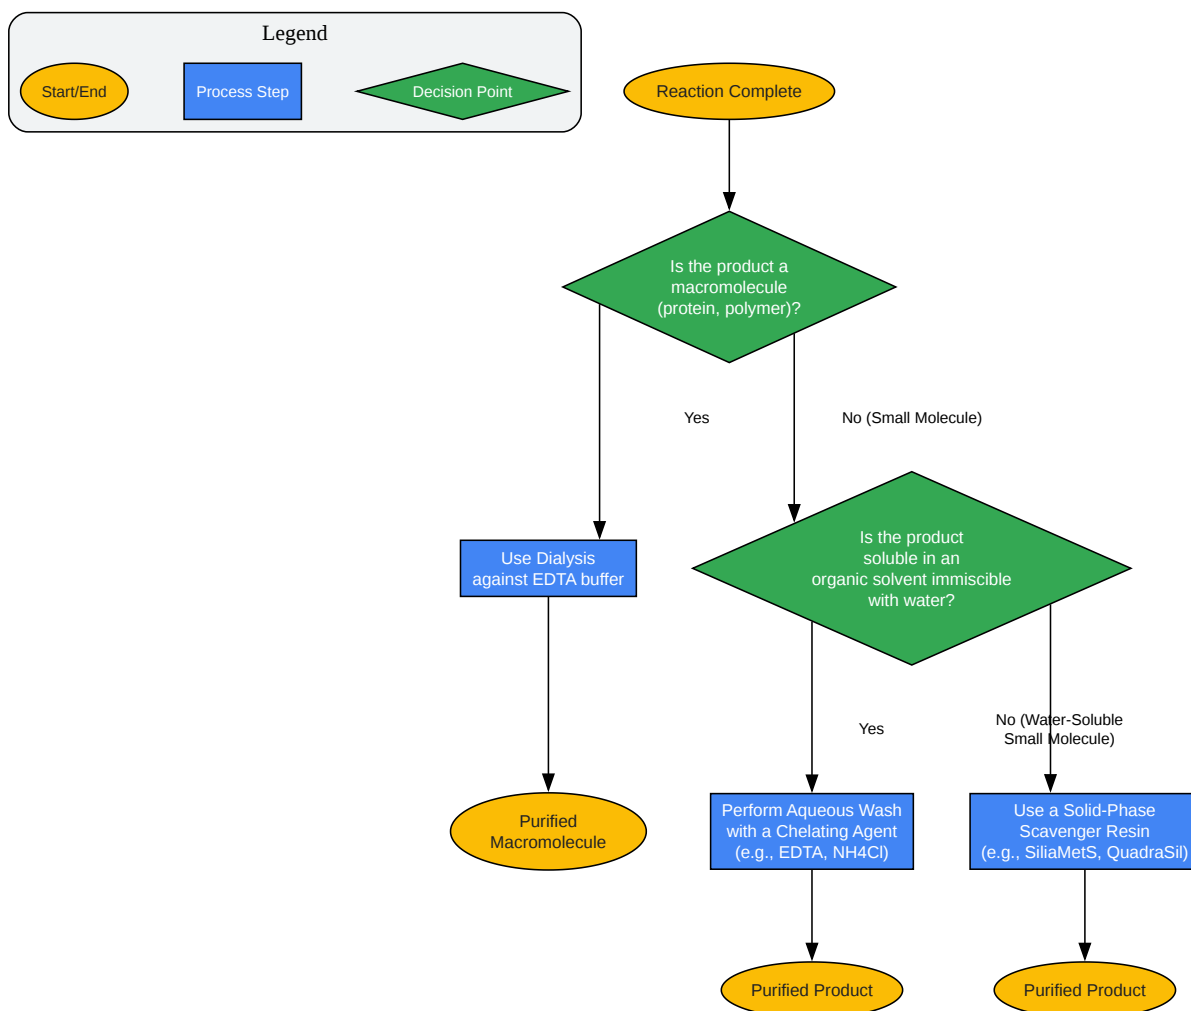 Legend
Start/End
Process Step
Decision Point
Reaction Complete
Is the product a
macromolecule
(protein, polymer)?
Yes
No (Small Molecule)
Use Dialysis
against EDTA buffer
Is the product
soluble in an
organic solvent immiscible
with water?
Yes
No (Water-Soluble
Small Molecule)
Purified
Macromolecule
Perform Aqueous Wash
with a Chelating Agent
(e.g., EDTA, NH4Cl)
Use a Solid-Phase
Scavenger Resin
(e.g., SiliaMetS, QuadraSil)
Purified Product
Purified Product